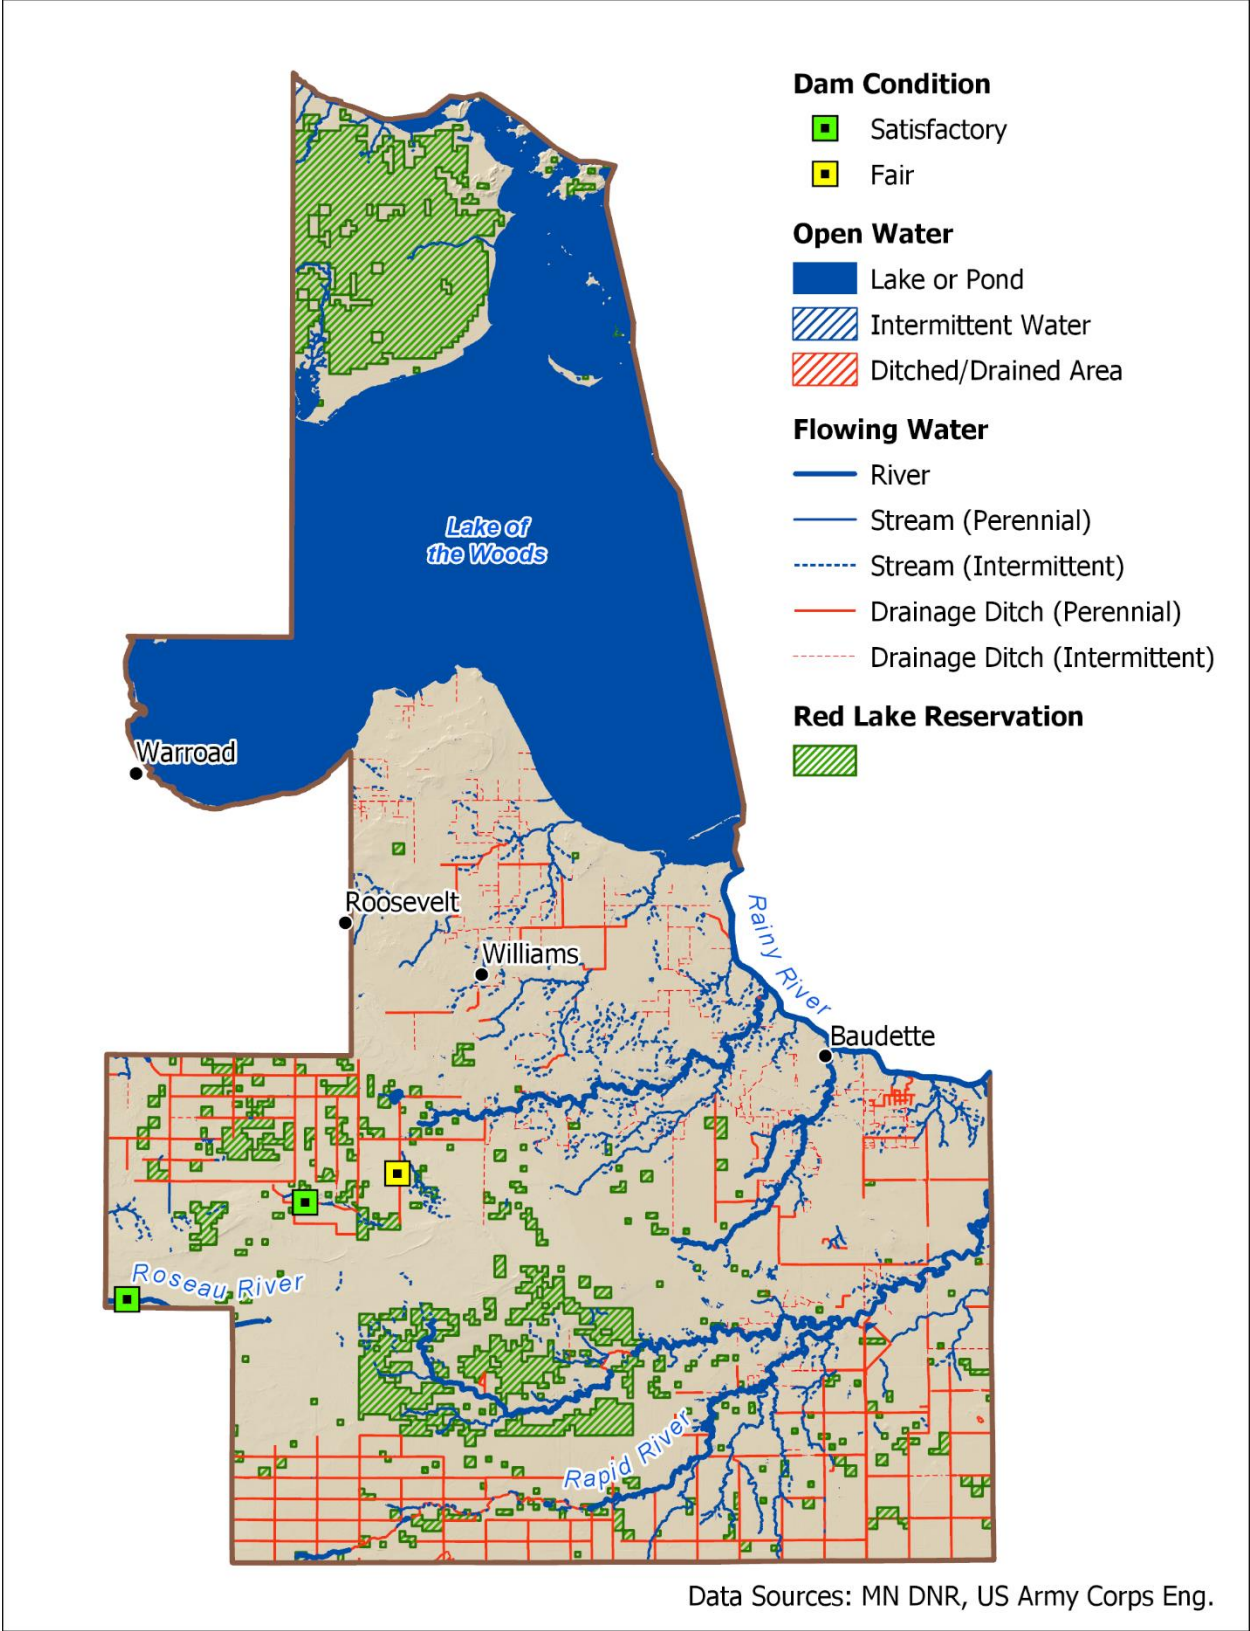 Dam Condition
Satisfactory
Fair
Open Water
Lake or Pond
Intermittent Water
Ditched/Drained Area
Flowing Water
River
Stream (Perennial)
Stream (Intermittent)
Drainage Ditch (Perennial)
Drainage Ditch (Intermittent)
Red Lake Reservation
Lake of
the Woods
Warroad
Roosevelt
Williams
Rainy River
Baudette
Roseau River
Rapid River
Data Sources: MN DNR, US Army Corps Eng.